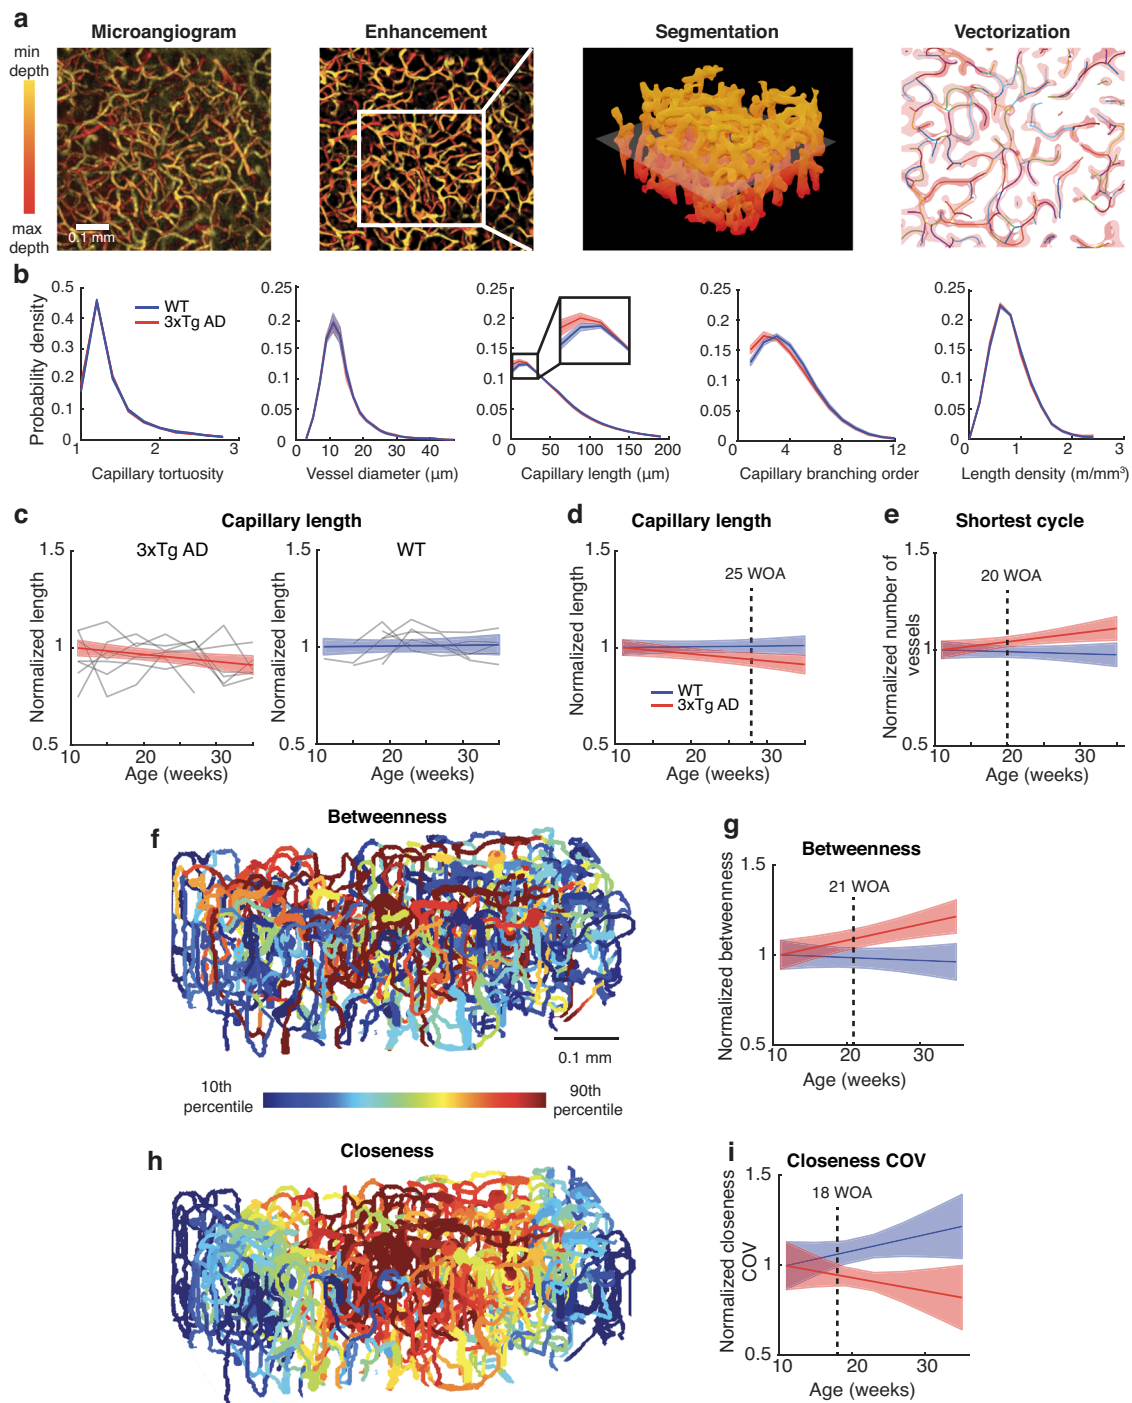 a
Microangiogram
Enhancement
Segmentation
Vectorization
min
depth
max
depth
0.1 mm
b
Probability density
0.5
0.4
0.3
0.2
0.1
0
1
2
3
WT
3xTg AD
Capillary tortuosity
0.25
0.2
0.15
0.1
0.05
0
10
20
30
40
Vessel diameter (µm)
0.25
0.20
0.15
0.1
0.05
0
0
50
100
150
200
Capillary length (µm)
0.25
0.20
0.15
0.1
0.05
0
4
8
12
Capillary branching order
0.25
0.2
0.15
0.1
0.05
0
0
1
2
3
Length density (m/mm³)
c
Capillary length
3xTg AD
WT
Normalized length
1.5
1
0.5
10
20
30
Age (weeks)
Normalized length
1.5
1
0.5
10
20
30
Age (weeks)
d
Capillary length
25 WOA
Normalized length
1.5
1
0.5
WT
3xTg AD
10
20
30
Age (weeks)
e
Shortest cycle
20 WOA
Normalized number of
vessels
1.5
1
0.5
10
20
30
Age (weeks)
f
Betweenness
0.1 mm
10th
percentile
90th
percentile
g
Betweenness
21 WOA
Normalized betweenness
1.5
1
0.5
10
20
30
Age (weeks)
h
Closeness
i
Closeness COV
18 WOA
Normalized closeness
COV
1.5
1
0.5
10
20
30
Age (weeks)